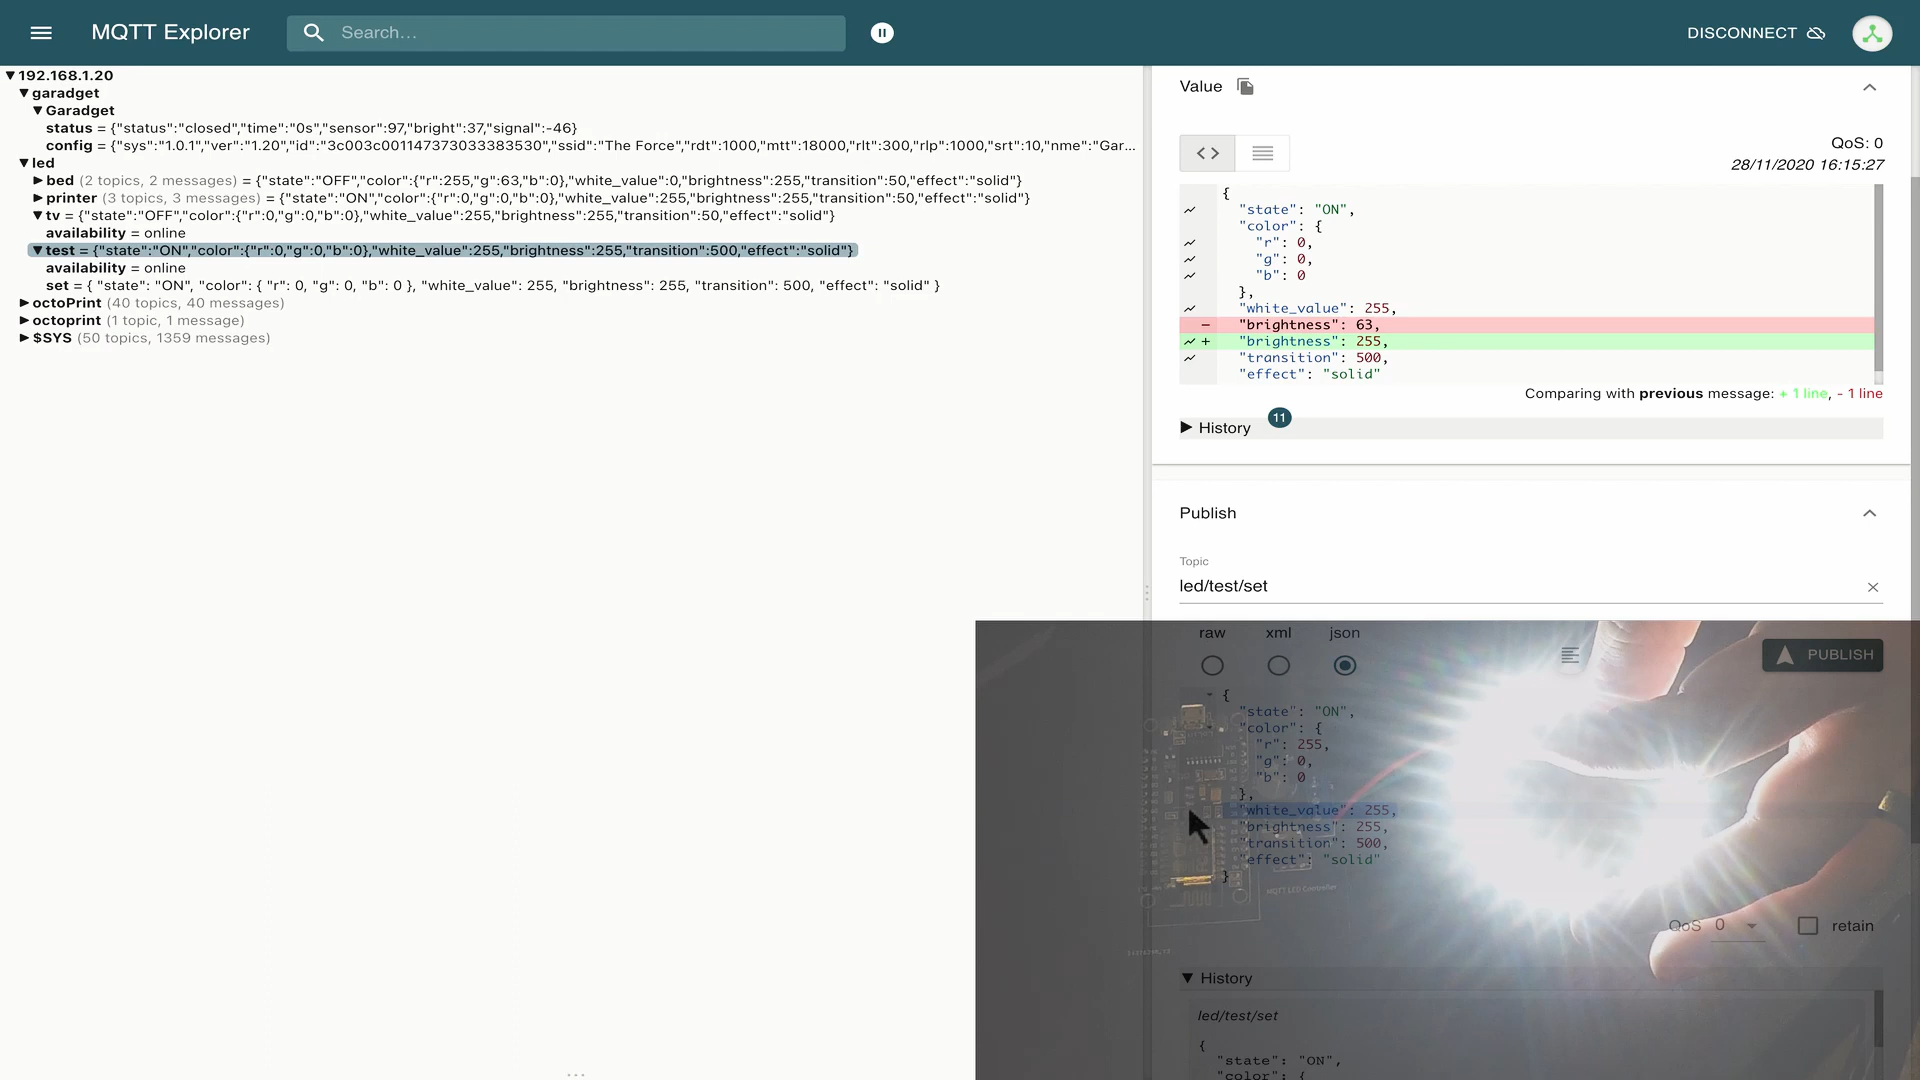 MQTT Explorer
Search...
DISCONNECT
▼192.168.1.20
▼garadget
▼Garadget
status = {"status":"closed","time":"0s","sensor":97,"bright":37,"signal":-46}
config = {"sys":"1.0.1","ver":"1.20","id":"3c003c001147373033383530","ssid":"The Force","rdt":1000,"mtt":18000,"rlt":300,"rlp":1000,"srt":10,"nme":"Gar...
▼led
▶bed (2 topics, 2 messages) = {"state":"OFF","color":{"r":255,"g":63,"b":0},"white_value":0,"brightness":255,"transition":50,"effect":"solid"}
▶printer (3 topics, 3 messages) = {"state":"ON","color":{"r":0,"g":0,"b":0},"white_value":255,"brightness":255,"transition":50,"effect":"solid"}
▼tv = {"state":"OFF","color":{"r":0,"g":0,"b":0},"white_value":255,"brightness":255,"transition":50,"effect":"solid"}
availability = online
▼test = {"state":"ON","color":{"r":0,"g":0,"b":0},"white_value":255,"brightness":255,"transition":500,"effect":"solid"}
availability = online
set = { "state": "ON", "color": { "r": 0, "g": 0, "b": 0 }, "white_value": 255, "brightness": 255, "transition": 500, "effect": "solid" }
▶octoPrint (40 topics, 40 messages)
▶octoprint (1 topic, 1 message)
▶$SYS (50 topics, 1359 messages)
Value
QoS: 0
28/11/2020 16:15:27
{
"state": "ON",
"color": {
"r": 0,
"g": 0,
"b": 0
},
"white_value": 255,
- "brightness": 63,
+ "brightness": 255,
"transition": 500,
"effect": "solid"
Comparing with previous message: + 1 line, - 1 line
▶ History 11
Publish
Topic
led/test/set
raw xml json
PUBLISH
{
"state": "ON",
"color": {
"r": 255,
"g": 0,
"b": 0
},
"white_value": 255,
"brightness": 255,
"transition": 500,
"effect": "solid"
}
MQTT LED Controller
QoS 0 retain
▼ History
led/test/set
{
"state": "ON",
"color": {